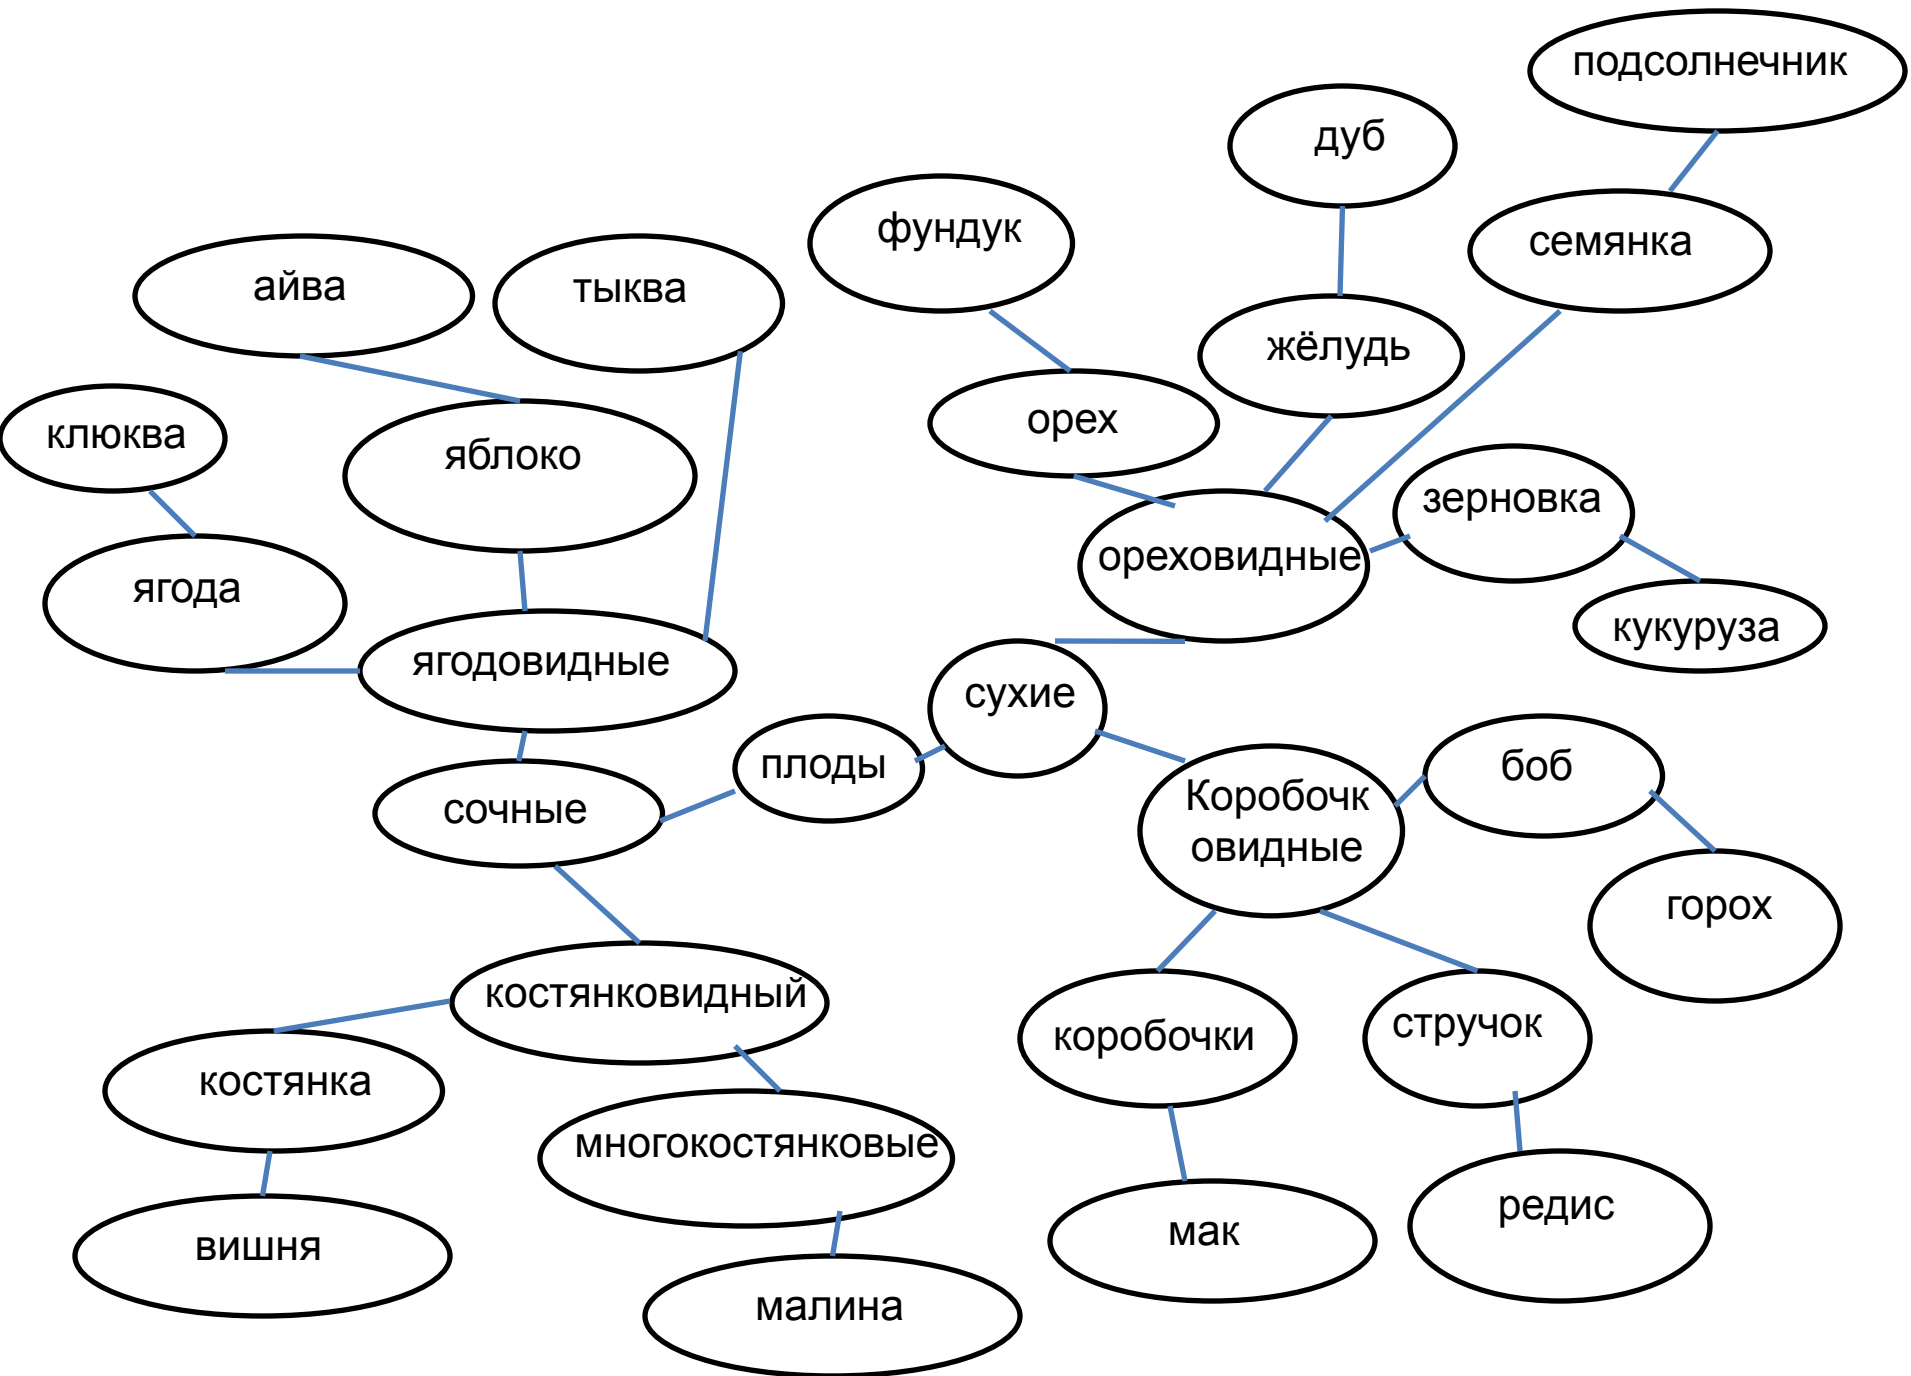 подсолнечник
дуб
фундук
семянка
айва
тыква
жёлудь
орех
клюква
яблоко
зерновка
ореховидные
ягода
кукуруза
ягодовидные
сухие
плоды
боб
сочные
Коробочк
овидные
горох
костянковидный
коробочки
стручок
костянка
многокостянковые
редис
мак
вишня
малина